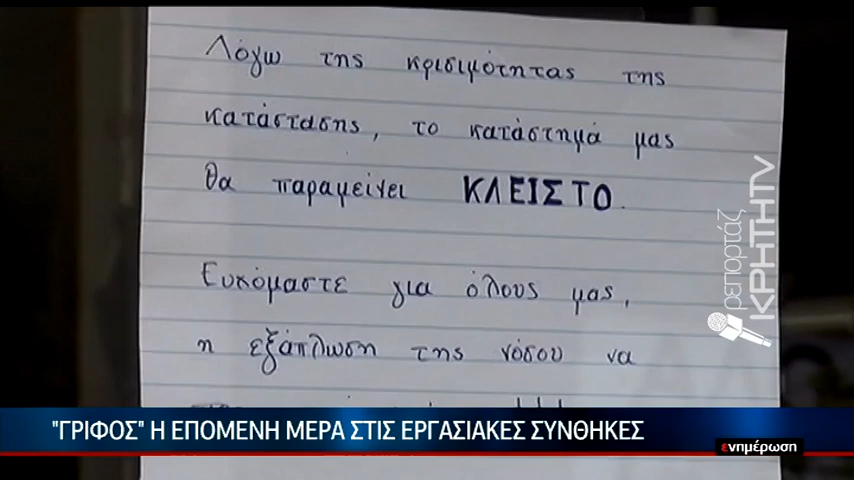 Λόγω της κρισιμότητας της
κατάστασης, το κατάστημά μας
θα παραμείνει ΚΛΕΙΣΤΟ.
Ευχόμαστε για όλους μας,
η εξάπλωση της νόσου να
ρεπορτάζ
ΚΡΗΤΗTV
"ΓΡΙΦΟΣ" Η ΕΠΟΜΕΝΗ ΜΕΡΑ ΣΤΙΣ ΕΡΓΑΣΙΑΚΕΣ ΣΥΝΘΗΚΕΣ
ενημέρωση